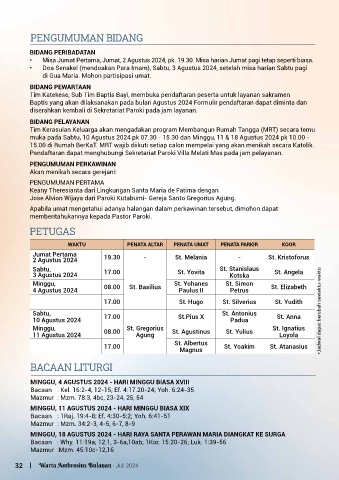 PENGUMUMAN BIDANG
BIDANG PERIBADATAN
• Misa Jumat Pertama, Jumat, 2 Agustus 2024, pk. 19.30. Misa harian Jumat pagi tetap seperti biasa.
• Doa Senakel (mendoakan Para Imam), Sabtu, 3 Agustus 2024, setelah misa harian Sabtu pagi
di Gua Maria. Mohon partisipasi umat.
BIDANG PEWARTAAN
Tim Katekese, Sub Tim Baptis Bayi, membuka pendaftaran peserta untuk layanan sakramen
Baptis yang akan dilaksanakan pada bulan Agustus 2024 Formulir pendaftaran dapat diminta dan
diserahkan kembali di Sekretariat Paroki pada jam layanan.
BIDANG PELAYANAN
Tim Kerasulan Keluarga akan mengadakan program Membangun Rumah Tangga (MRT) secara temu
muka pada Sabtu, 10 Agustus 2024 pk 07.30 - 15.30 dan Minggu, 11 & 18 Agustus 2024 pk 10.00 -
15.00 di Rumah BerKaT. MRT wajib diikuti setiap calon mempelai yang akan menikah secara Katolik.
Pendaftaran dapat menghubungi Sekretariat Paroki Villa Melati Mas pada jam pelayanan.
PENGUMUMAN PERKAWINAN
Akan menikah secara gerejani:
PENGUMUMAN PERTAMA
Keany Theresianta dari Lingkungan Santa Maria de Fatima dengan
Jose Alvion Wijaya dari Paroki Kutabumi- Gereja Santo Gregorius Agung.
Apabila umat mengetahui adanya halangan dalam perkawinan tersebut, dimohon dapat
memberitahukannya kepada Pastor Paroki.
PETUGAS
WAKTU PENATA ALTAR PENATA UMAT PENATA PARKIR KOOR
Jumat Pertama
2 Agustus 2024 19.30 - St. Melania - St. Kristoforus
Sabtu,
3 Agustus 2024 17.00 St. Basilius St. Yovita St. Stanislaus Kotska St. Angela
Minggu,
4 Agustus 2024 08.00 St. Yohanes Paulus II St. Simon Petrus St. Elizabeth
17.00 St. Hugo St. Silverius St. Yudith
Sabtu,
10 Agustus 2024 17.00 St. Gregorius Agung St.Pius X St. Antonius Padua St. Anna
Minggu,
11 Agustus 2024 08.00 St. Agustinus St. Yulius St. Ignatius Loyola
17.00 St. Albertus Magnus St. Yoakim St. Atanasius
*Jadwal dapat berubah sewaktu-waktu
BACAAN LITURGI
MINGGU, 4 AGUSTUS 2024 - HARI MINGGU BIASA XVIII
Bacaan : Kel. 16:2-4, 12-15; Ef. 4:17.20-24; Yoh. 6:24-35
Mazmur : Mzm. 78:3, 4bc, 23-24, 25, 54
MINGGU, 11 AGUSTUS 2024 - HARI MINGGU BIASA XIX
Bacaan : 1Raj. 19:4-8; Ef. 4:30-5:2; Yoh. 6:41-51
Mazmur : Mzm. 34:2-3, 4-5, 6-7, 8-9
MINGGU, 18 AGUSTUS 2024 - HARI RAYA SANTA PERAWAN MARIA DIANGKAT KE SURGA
Bacaan : Why. 11:19a; 12:1, 3-6a,10ab; 1Kor. 15:20-26; Luk. 1:39-56
Mazmur : Mzm. 45:10c-12,16
32 | Warta Ambrosius Bulanan - Juli 2024